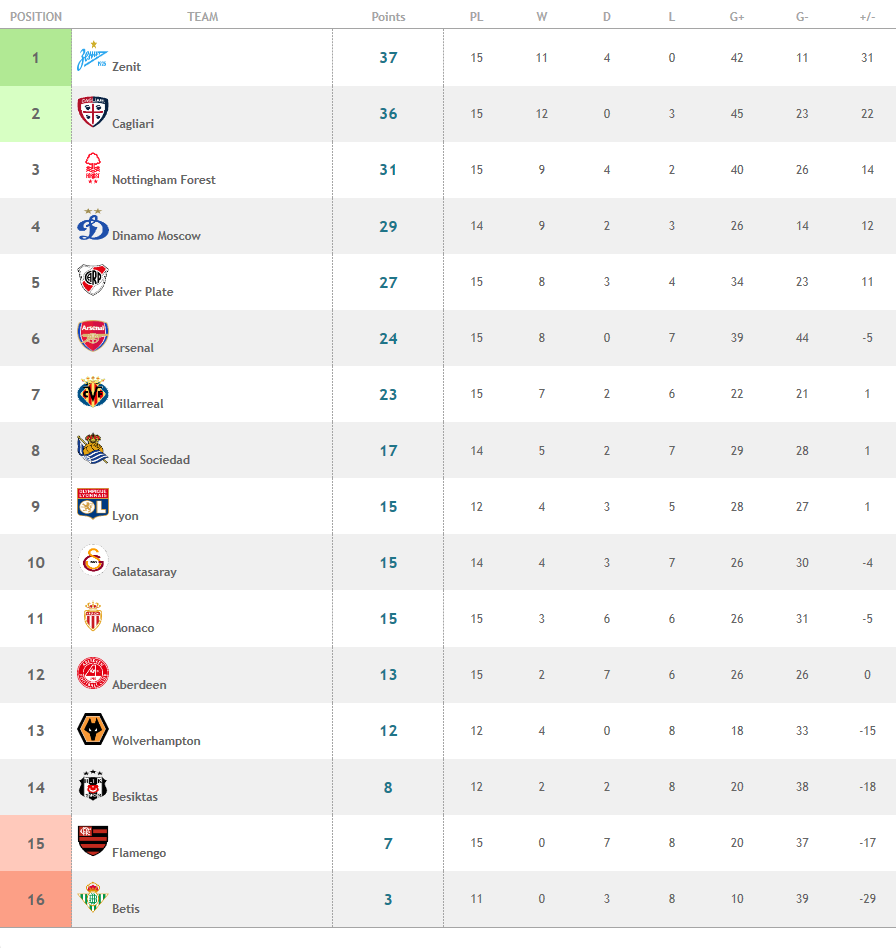 POSITION TEAM Points PL W D L G+ G- +/-
1 Zenit 37 15 11 4 0 42 11 31
2 Cagliari 36 15 12 0 3 45 23 22
3 Nottingham Forest 31 15 9 4 2 40 26 14
4 Dinamo Moscow 29 14 9 2 3 26 14 12
5 River Plate 27 15 8 3 4 34 23 11
6 Arsenal 24 15 8 0 7 39 44 -5
7 Villarreal 23 15 7 2 6 22 21 1
8 Real Sociedad 17 14 5 2 7 29 28 1
9 Lyon 15 12 4 3 5 28 27 1
10 Galatasaray 15 14 4 3 7 26 30 -4
11 Monaco 15 15 3 6 6 26 31 -5
12 Aberdeen 13 15 2 7 6 26 26 0
13 Wolverhampton 12 12 4 0 8 18 33 -15
14 Besiktas 8 12 2 2 8 20 38 -18
15 Flamengo 7 15 0 7 8 20 37 -17
16 Betis 3 11 0 3 8 10 39 -29